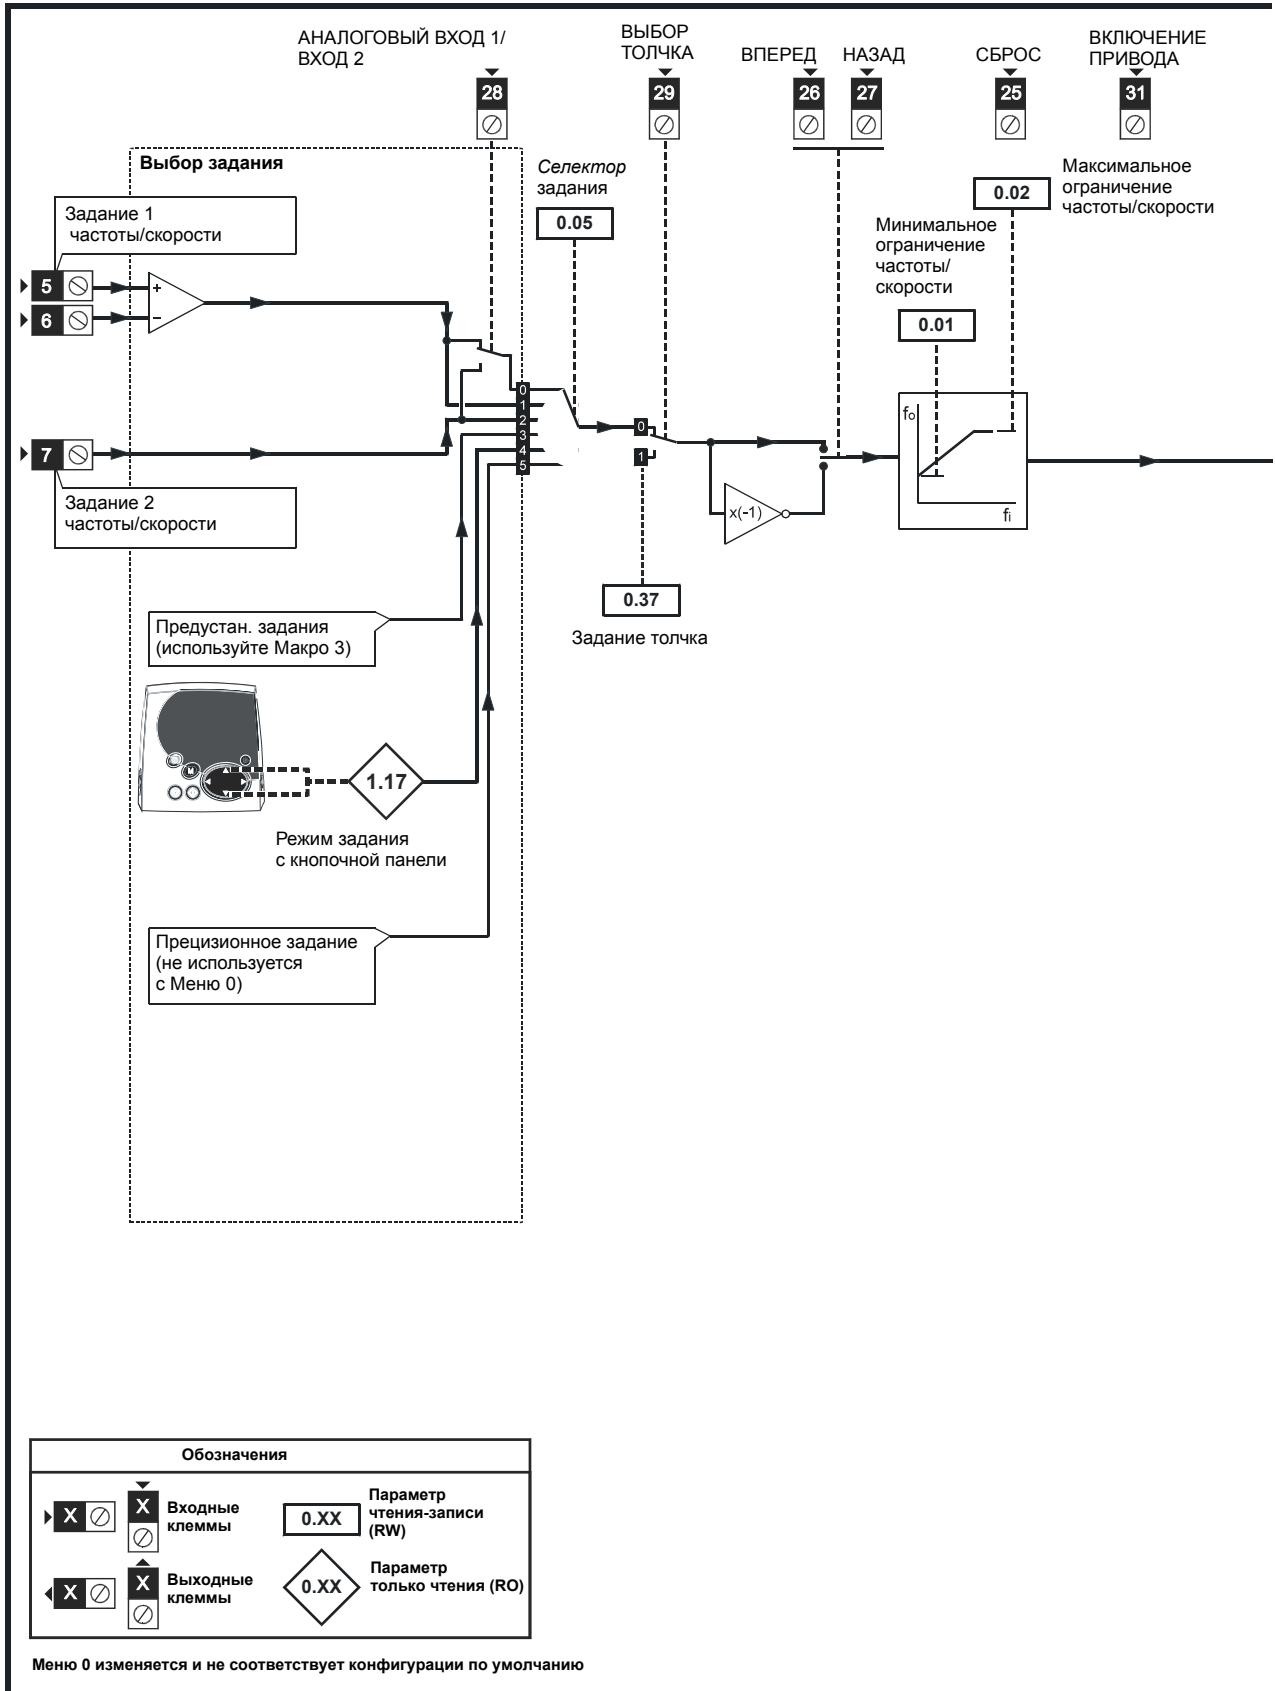 АНАЛОГОВЫЙ ВХОД 1/
ВХОД 2
28
ВЫБОР
ТОЛЧКА
29
ВПЕРЕД
26
НАЗАД
27
СБРОС
25
ВКЛЮЧЕНИЕ
ПРИВОДА
31
Выбор задания
Селектор
задания
0.05
Максимальное
ограничение
частоты/скорости
0.02
Минимальное
ограничение
частоты/
скорости
0.01
Задание 1
частоты/скорости
5
6
+
−
7
Задание 2
частоты/скорости
0
1
2
3
4
5
0
1
x(-1)
fo
fi
0.37
Задание толчка
Предустан. задания
(используйте Макро 3)
M
1.17
Режим задания
с кнопочной панели
Прецизионное задание
(не используется
с Меню 0)
Обозначения
X
X
Входные
клеммы
0.XX
Параметр
чтения-записи
(RW)
X
X
Выходные
клеммы
0.XX
Параметр
только чтения (RO)
Меню 0 изменяется и не соответствует конфигурации по умолчанию